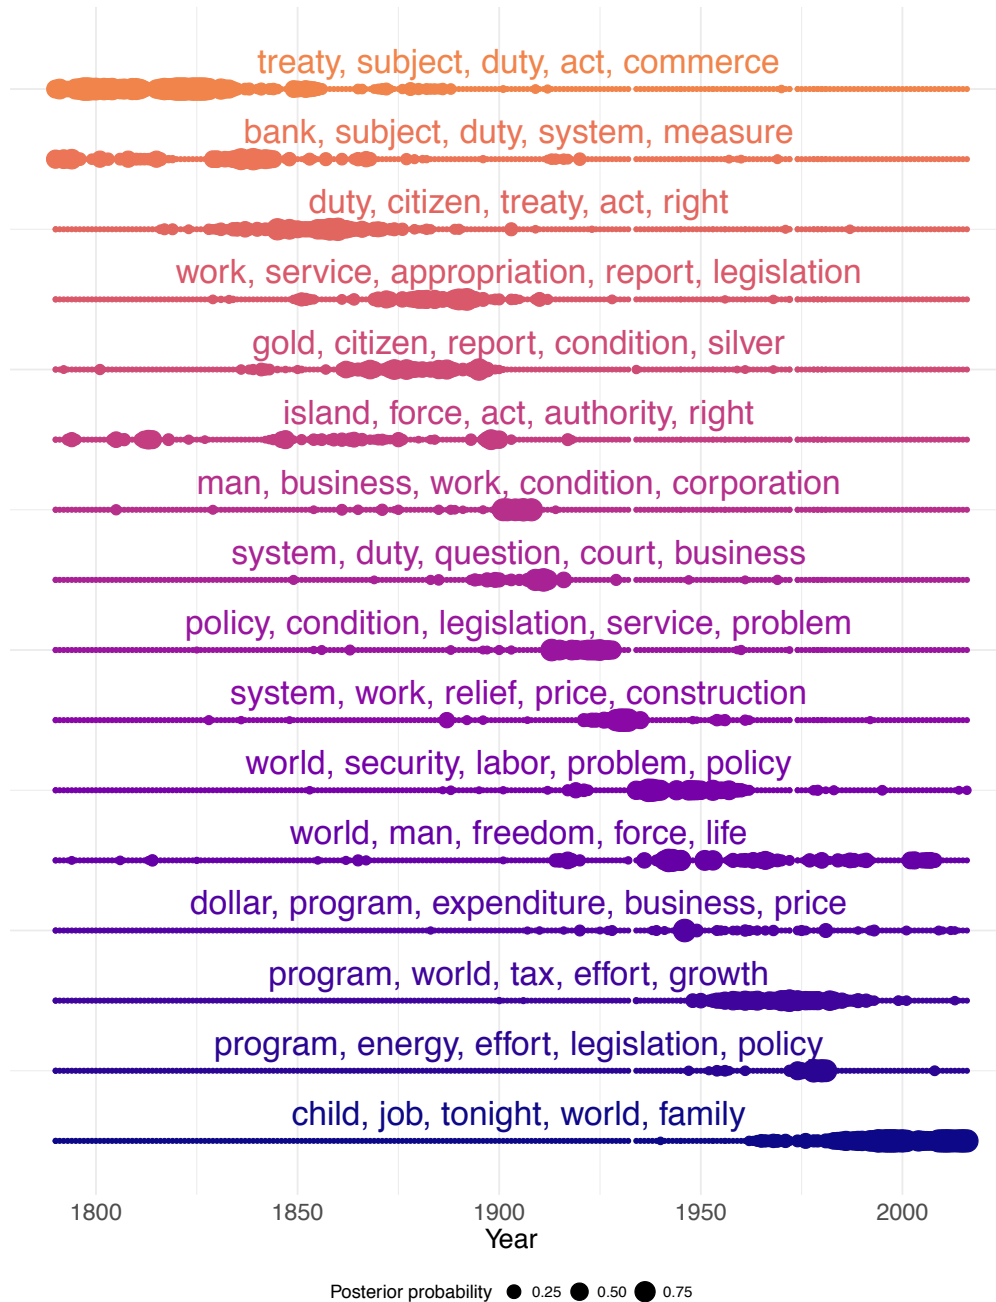 treaty, subject, duty, act, commerce
bank, subject, duty, system, measure
duty, citizen, treaty, act, right
work, service, appropriation, report, legislation
gold, citizen, report, condition, silver
island, force, act, authority, right
man, business, work, condition, corporation
system, duty, question, court, business
policy, condition, legislation, service, problem
system, work, relief, price, construction
world, security, labor, problem, policy
world, man, freedom, force, life
dollar, program, expenditure, business, price
program, world, tax, effort, growth
program, energy, effort, legislation, policy
child, job, tonight, world, family
1800 1850 1900 1950 2000
Year
Posterior probability 0.25 0.50 0.75